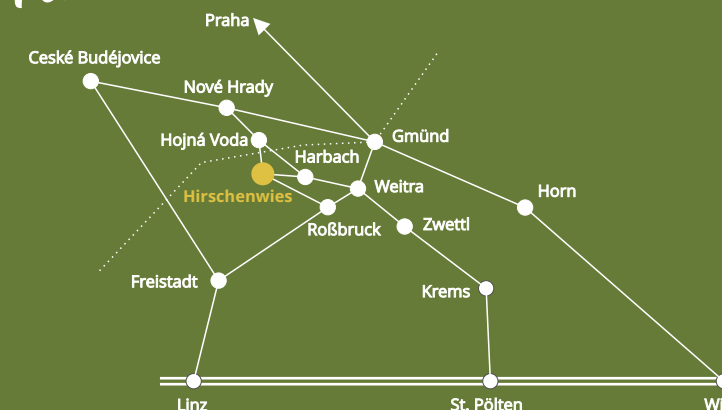 Praha
Ceské Budéjovice
Nové Hrady
Gmünd
Hojná Voda
Harbach
Weitra
Horn
Hirschenwies
Zwettl
Roßbruck
Freistadt
Krems
Linz
St. Pölten